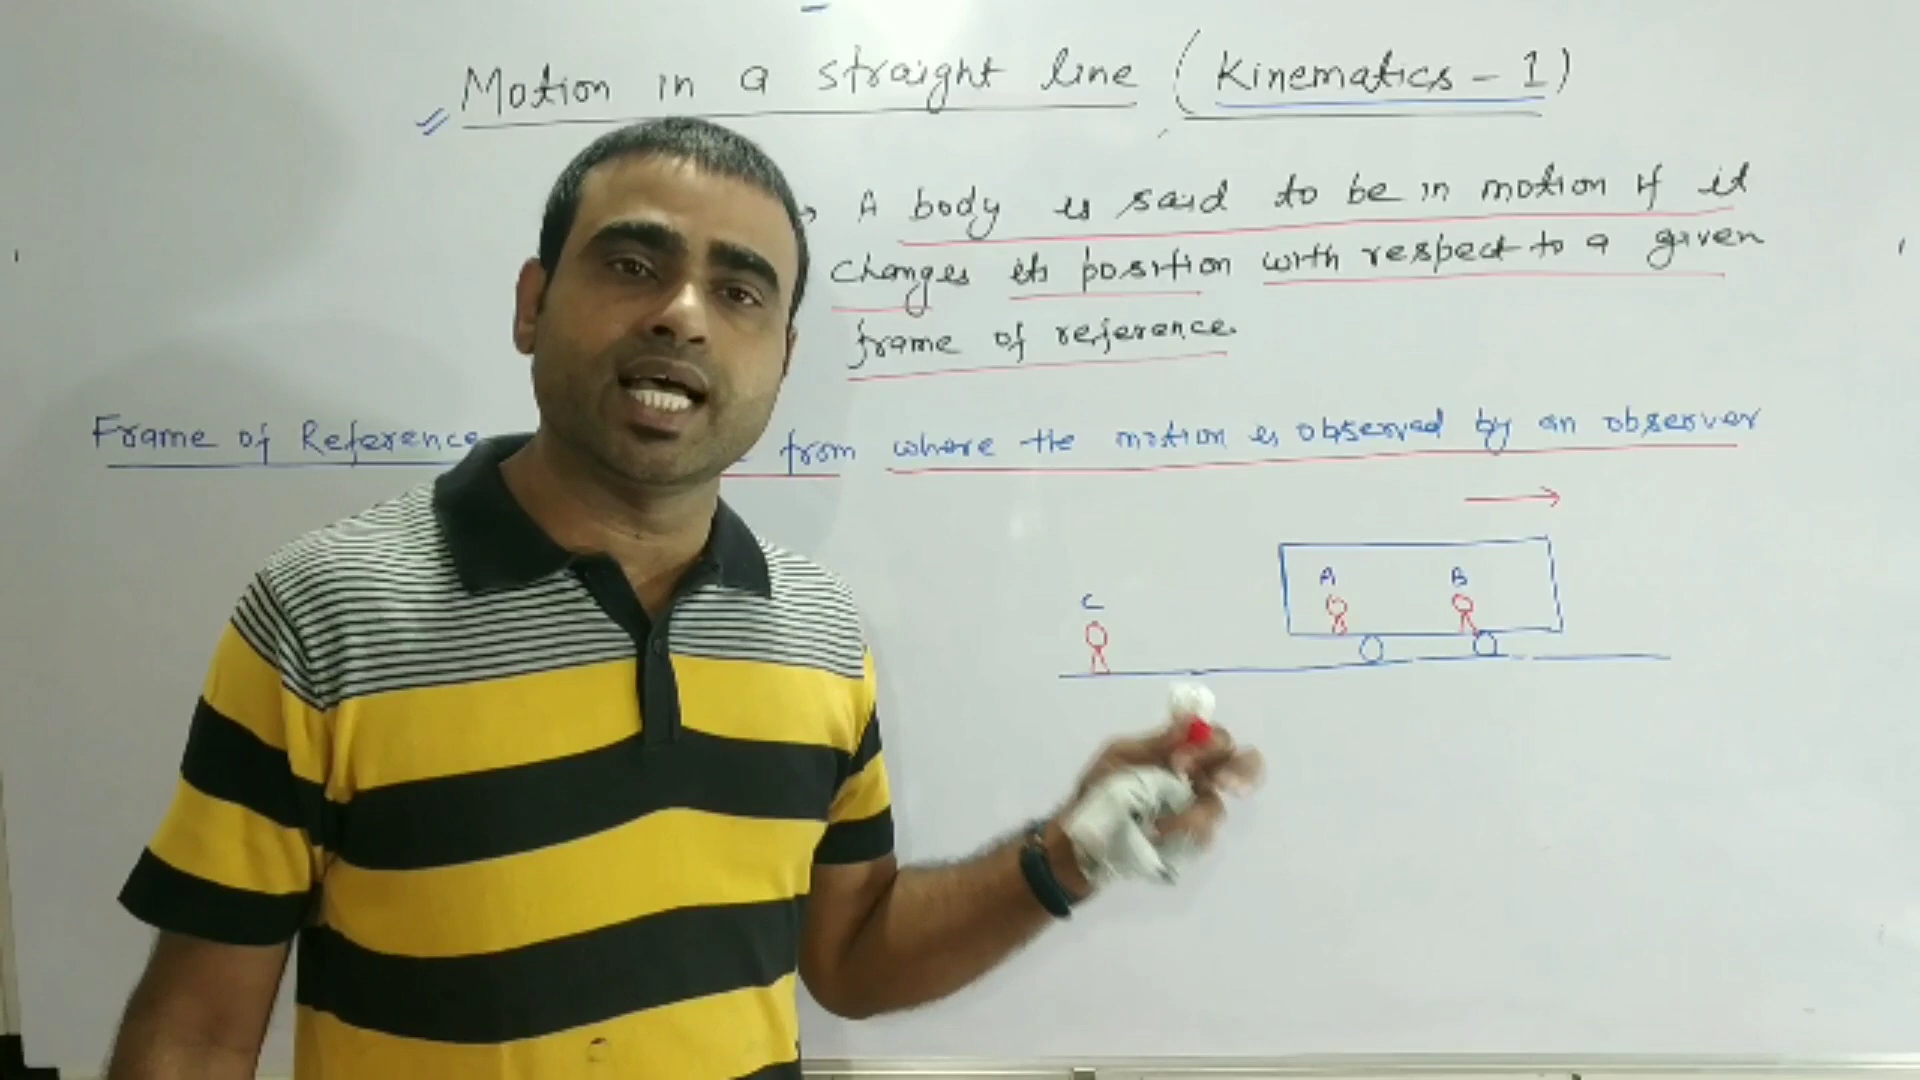 Motion in a straight line (Kinematics - 1)
→ A body is said to be in motion if it
changes its position with respect to a given
frame of reference.
Frame of Reference from where the motion is observed by an observer
A B
C